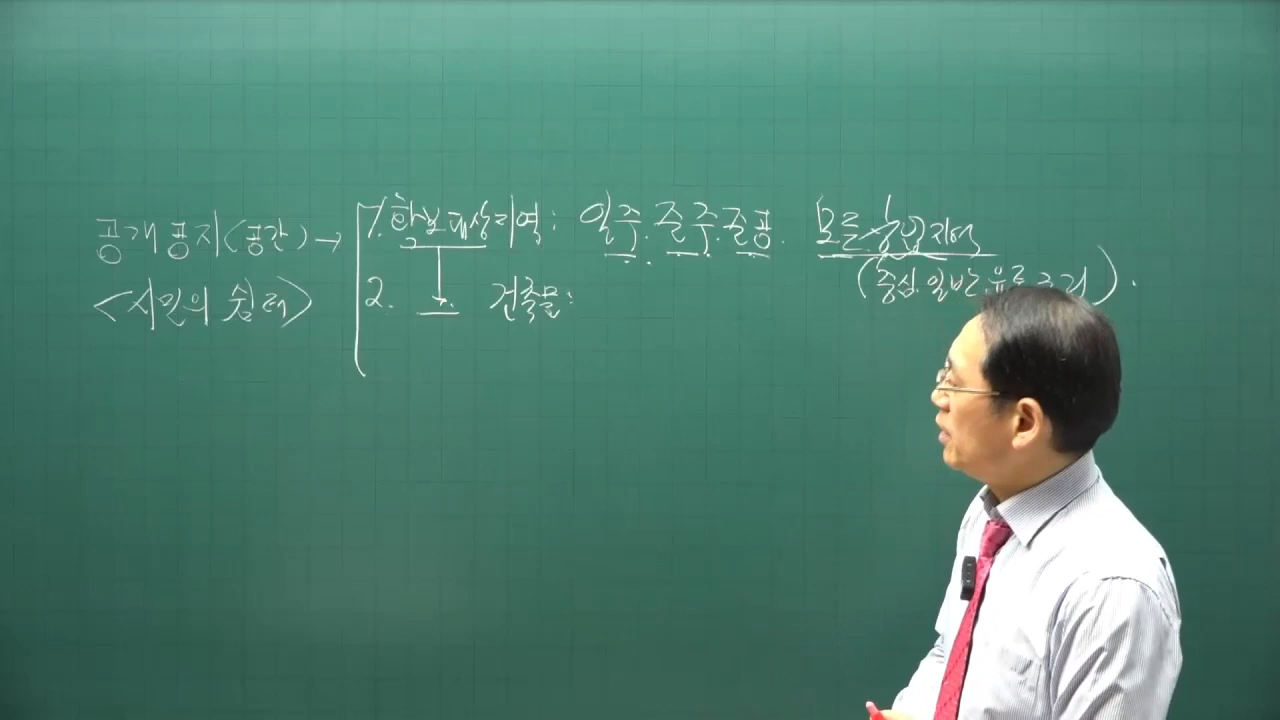 공개공지(공간) → 1. 확보대상지역: 일주. 준주. 준공. 모든 상업지역
(중심. 일반. 유통
<시민의 쉼터> 2. 〃 건축물: